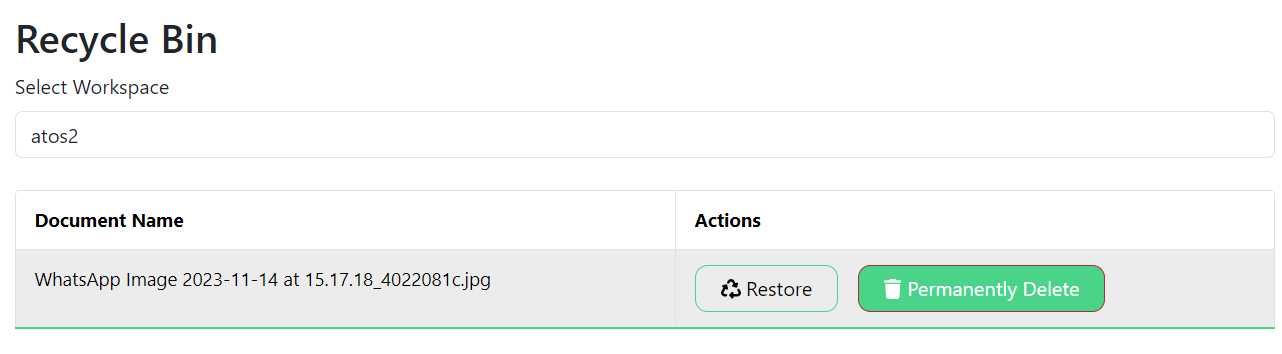 Recycle Bin
Select Workspace
atos2
Document Name Actions
WhatsApp Image 2023-11-14 at 15.17.18_4022081c.jpg Restore Permanently Delete